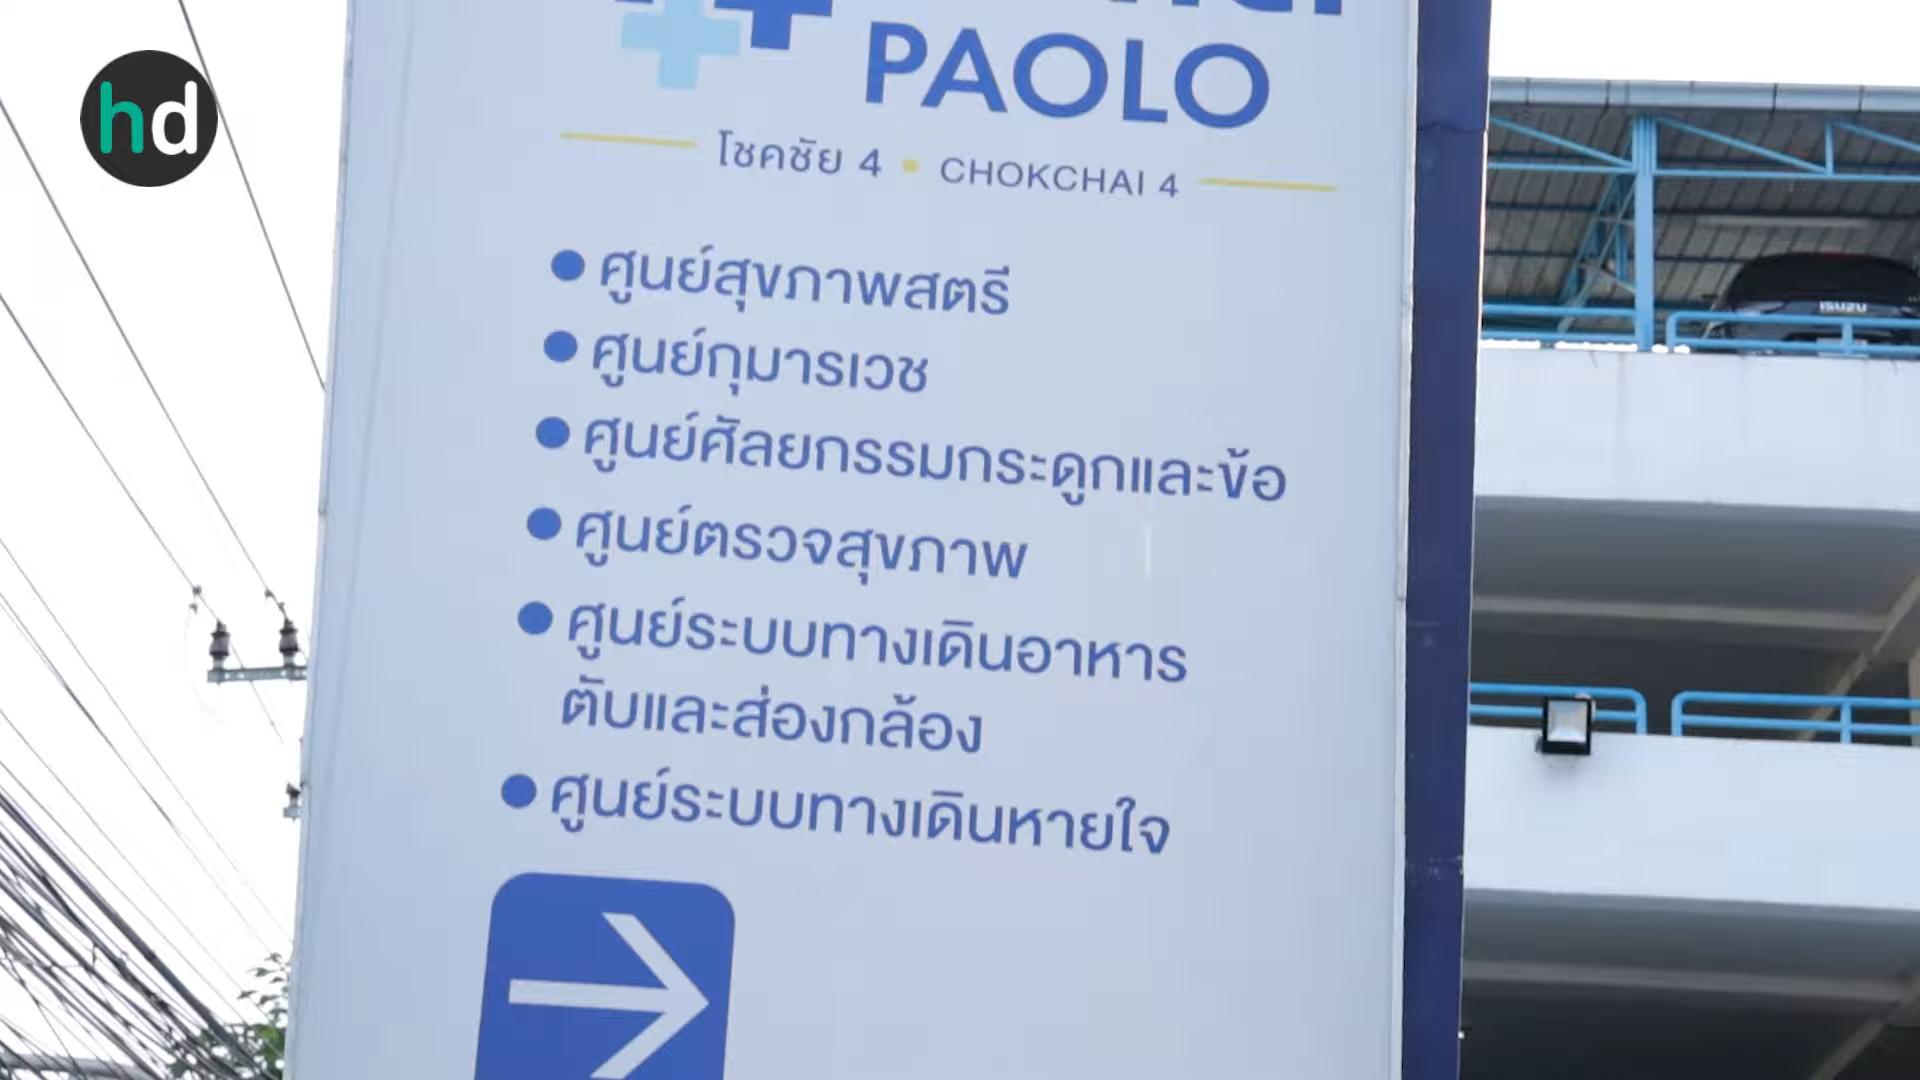 hd
PAOLO
โชคชัย 4 • CHOKCHAI 4
● ศูนย์สุขภาพสตรี
● ศูนย์กุมารเวช
● ศูนย์ศัลยกรรมกระดูกและข้อ
● ศูนย์ตรวจสุขภาพ
● ศูนย์ระบบทางเดินอาหาร
ตับและส่องกล้อง
● ศูนย์ระบบทางเดินหายใจ
ISUZU